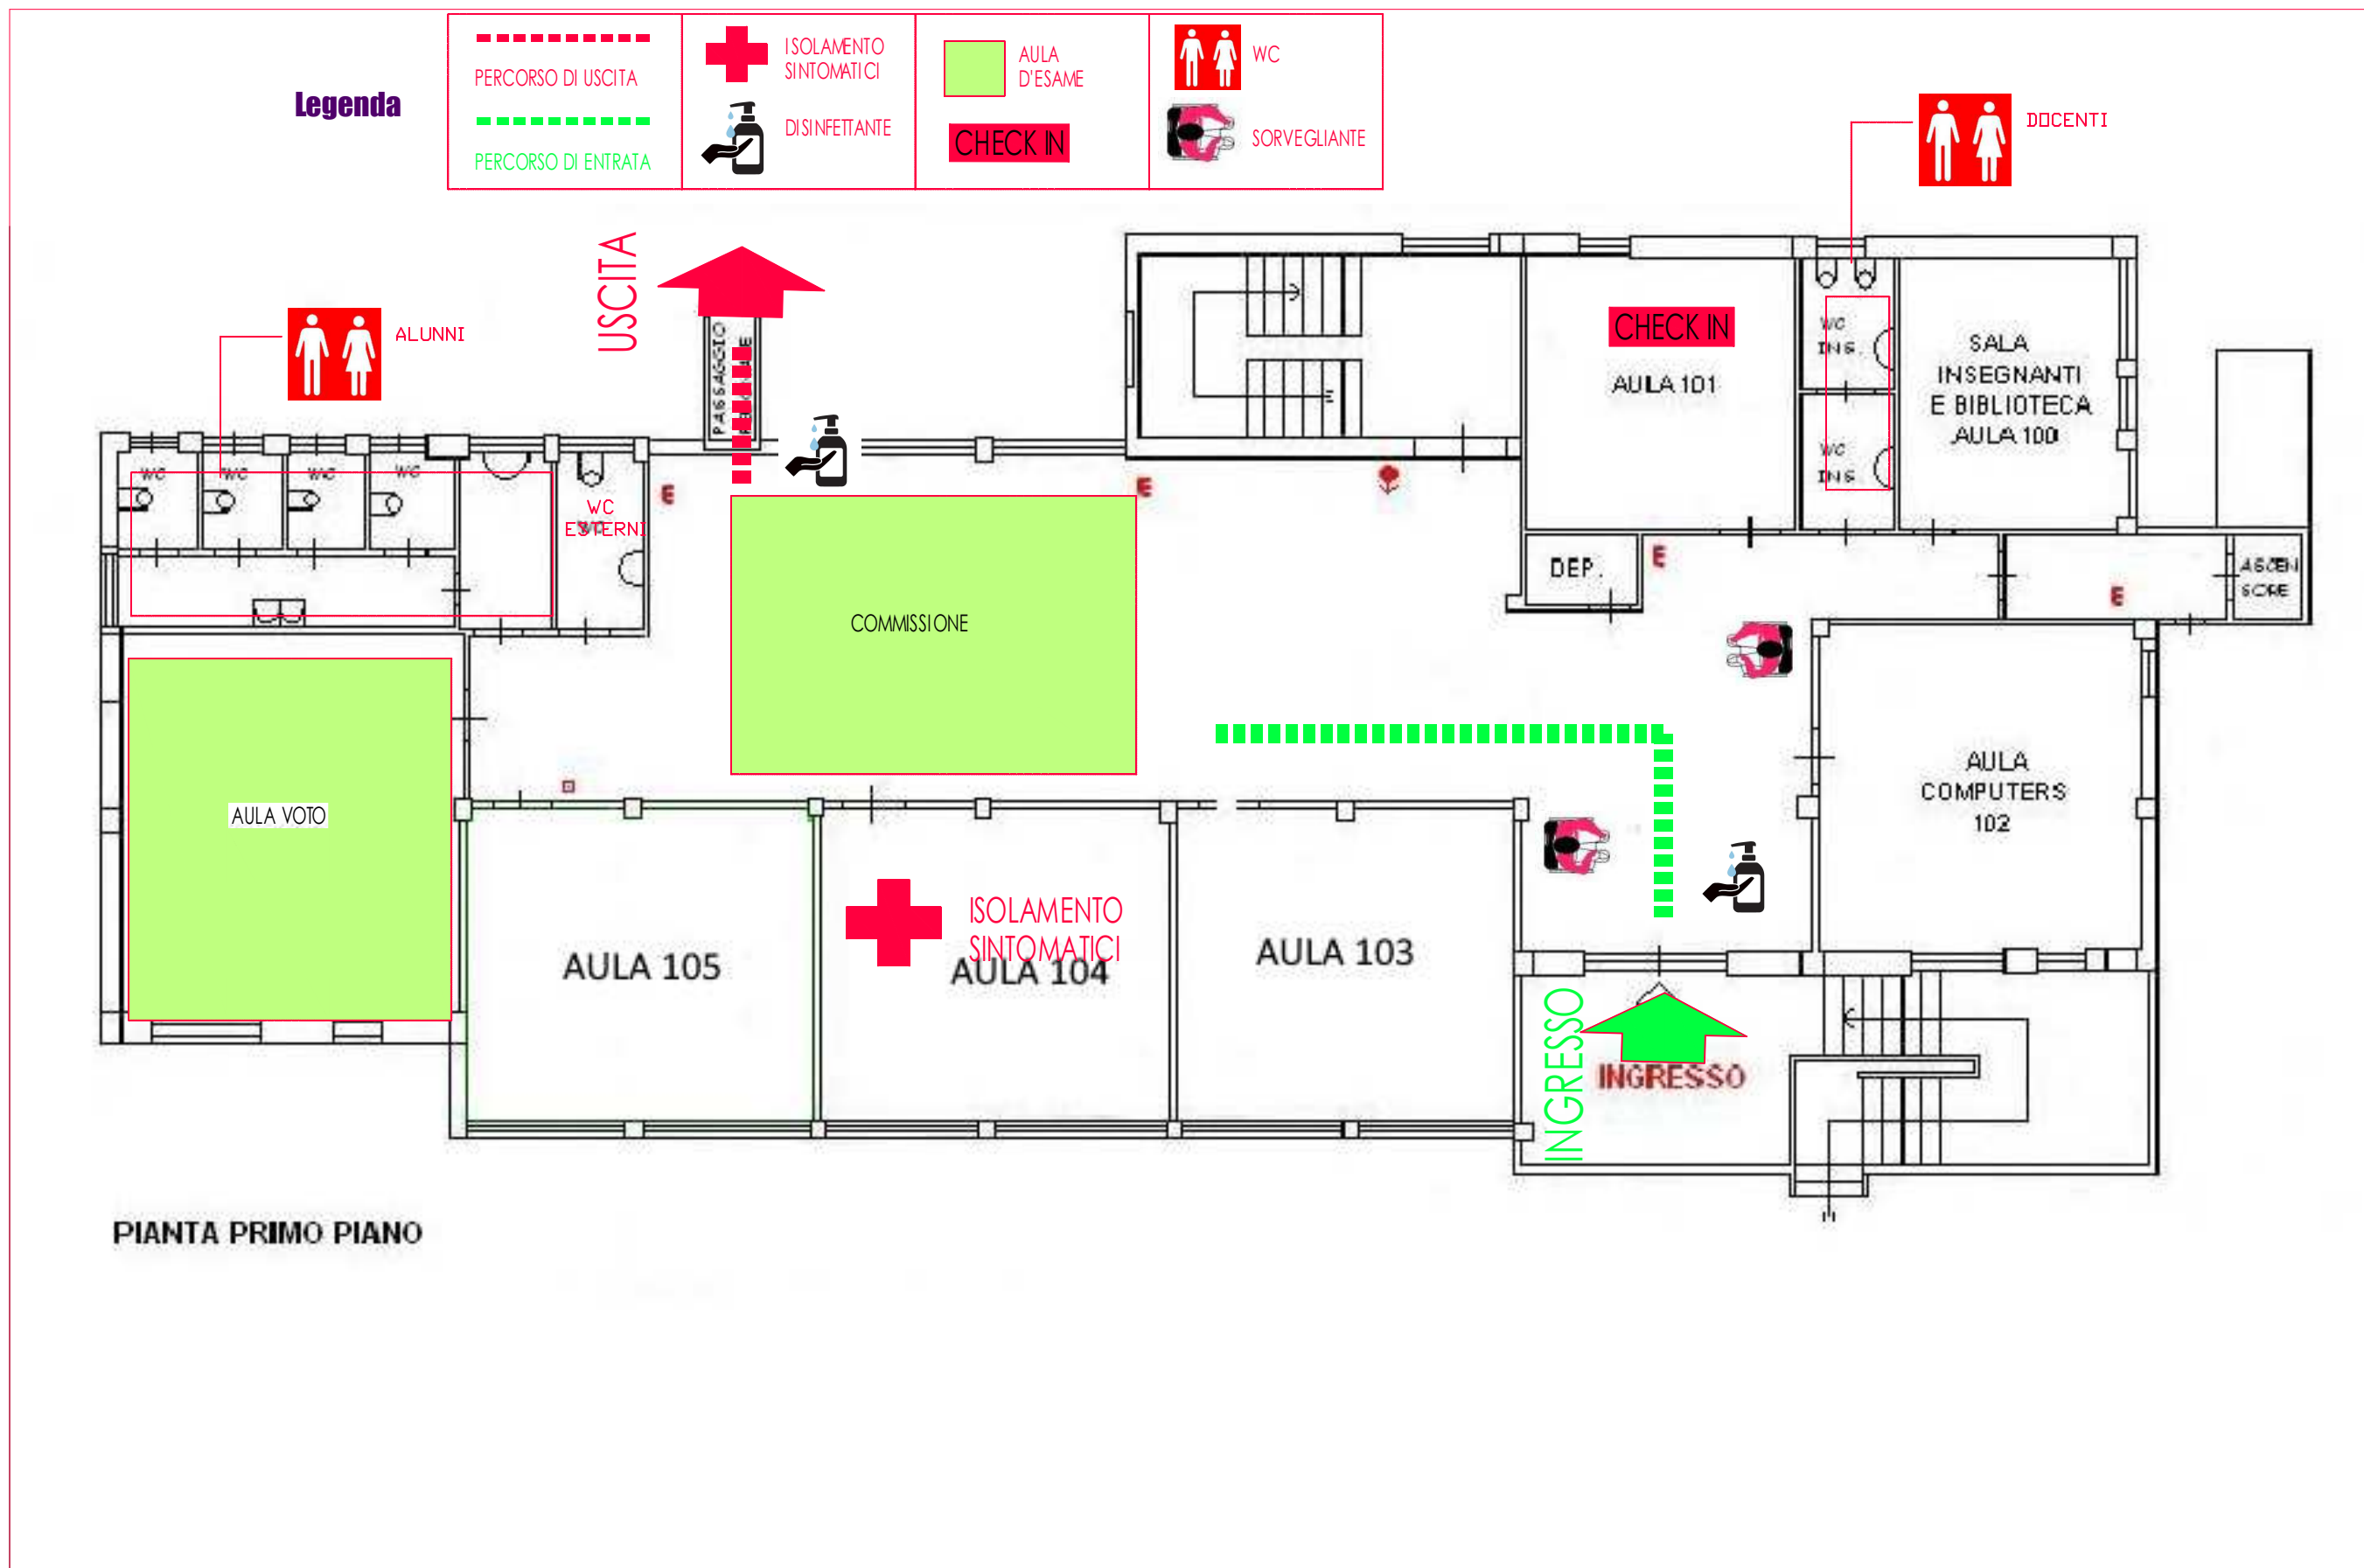 Legenda
PERCORSO DI USCITA
PERCORSO DI ENTRATA
ISOLAMENTO
SINTOMATICI
DISINFETTANTE
AULA
D'ESAME
CHECK IN
WC
SORVEGLIANTE
DOCENTI
USCITA
ALUNNI
PASSAGGIO
CHECK IN
AULA 101
WC
ING.
WC
ING.
SALA
INSEGNANTI
E BIBLIOTECA
AULA 100
WC
WC
WC
WC
WC
ESTERNI
E
E
E
E
DEP.
ASCEN
SORE
COMMISSIONE
AULA VOTO
AULA
COMPUTERS
102
ISOLAMENTO
SINTOMATICI
AULA 105
AULA 104
AULA 103
INGRESSO
INGRESSO
PIANTA PRIMO PIANO